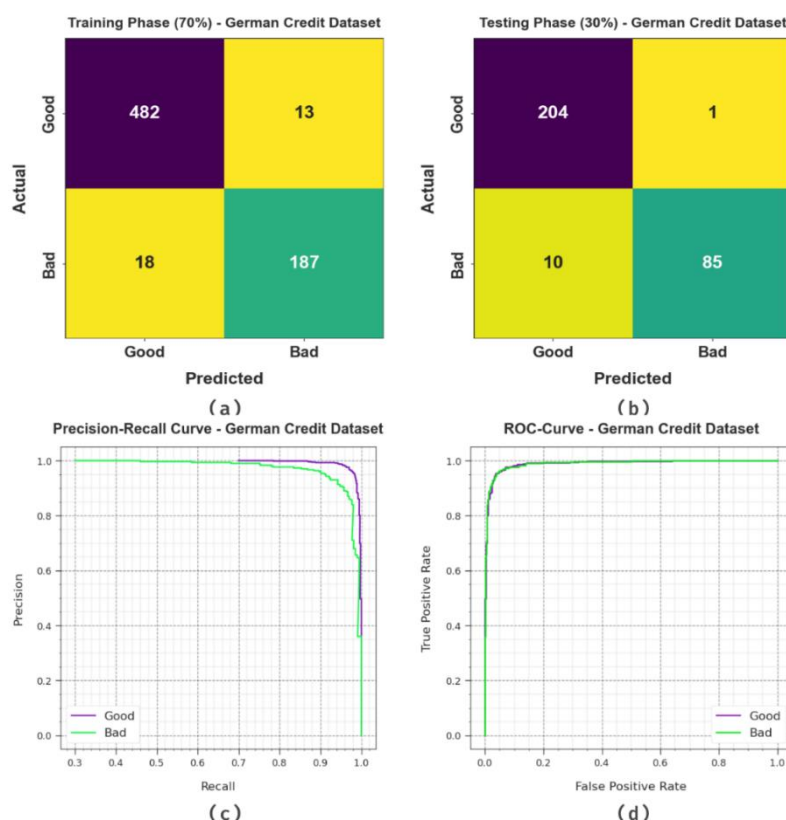 Training Phase (70%) - German Credit Dataset
Actual
Good
482 13
Bad
18 187
Good Bad
Predicted
(a)
Testing Phase (30%) - German Credit Dataset
Actual
Good
204 1
Bad
10 85
Good Bad
Predicted
(b)
Precision-Recall Curve - German Credit Dataset
Precision
1.0
0.8
0.6
0.4
0.2
0.0
Good
Bad
0.3 0.4 0.5 0.6 0.7 0.8 0.9 1.0
Recall
(c)
ROC-Curve - German Credit Dataset
True Positive Rate
1.0
0.8
0.6
0.4
0.2
0.0
Good
Bad
0.0 0.2 0.4 0.6 0.8 1.0
False Positive Rate
(d)